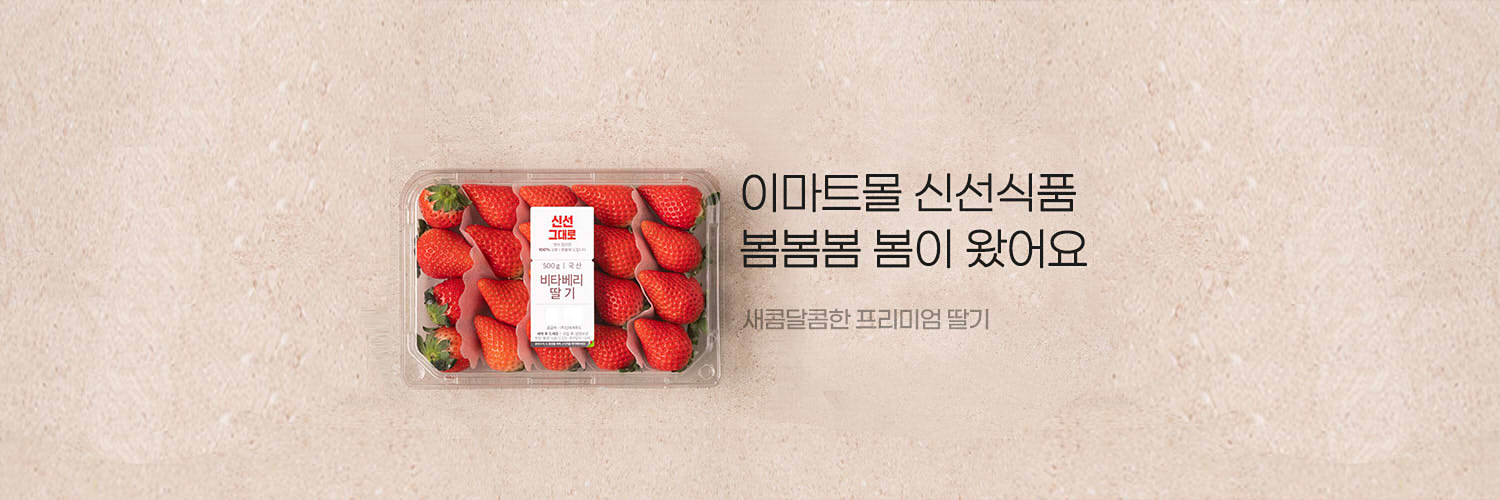 신선
그대로
500g | 국산
비타베리
딸 기
이마트몰 신선식품
봄봄봄 봄이 왔어요
새콤달콤한 프리미엄 딸기